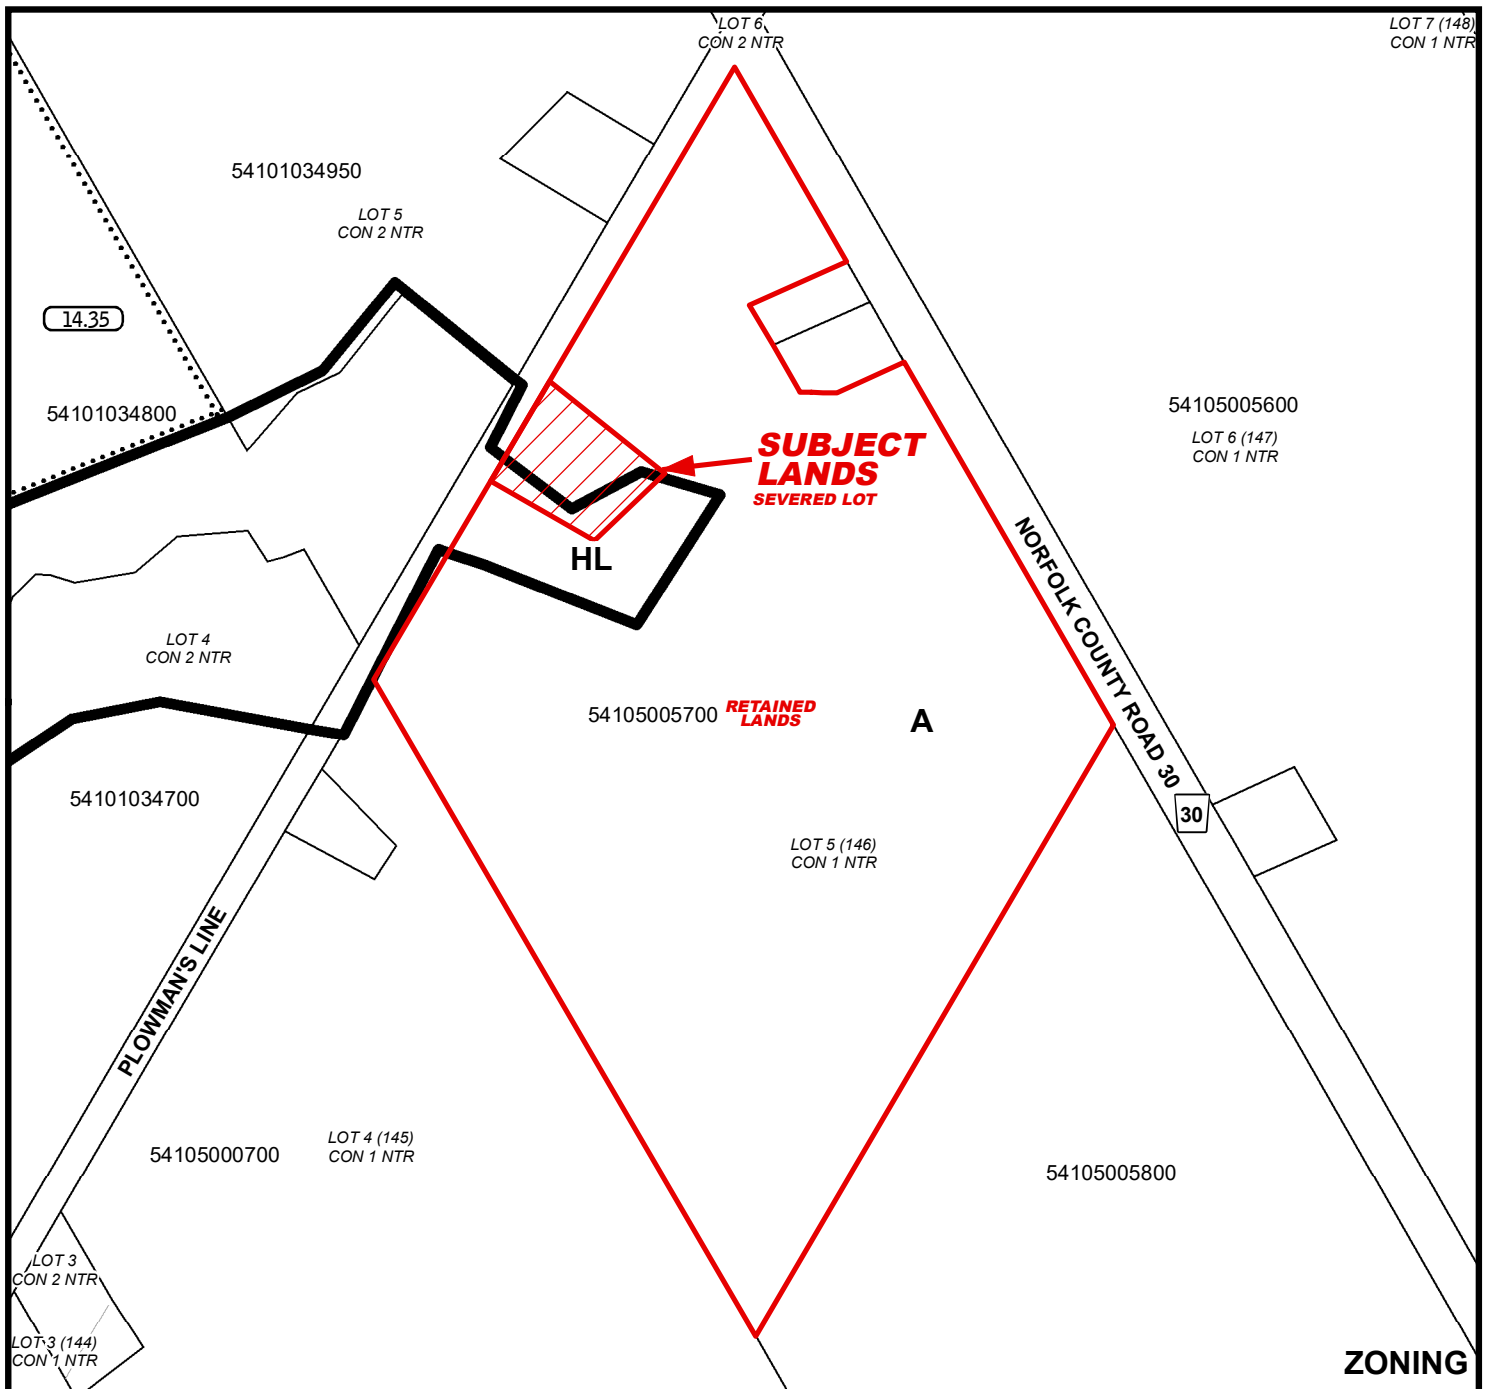 LOT 6
CON 2 NTR
LOT 7 (148)
CON 1 NTR
54101034950
LOT 5
CON 2 NTR
14.35
54101034800
54105005600
LOT 6 (147)
CON 1 NTR
SUBJECT
LANDS
SEVERED LOT
HL
NORFOLK COUNTY ROAD 30
LOT 4
CON 2 NTR
54105005700
RETAINED
LANDS
A
54101034700
30
LOT 5 (146)
CON 1 NTR
PLOWMAN'S LINE
54105000700
LOT 4 (145)
CON 1 NTR
54105005800
LOT 3
CON 2 NTR
LOT 3 (144)
CON 1 NTR
ZONING